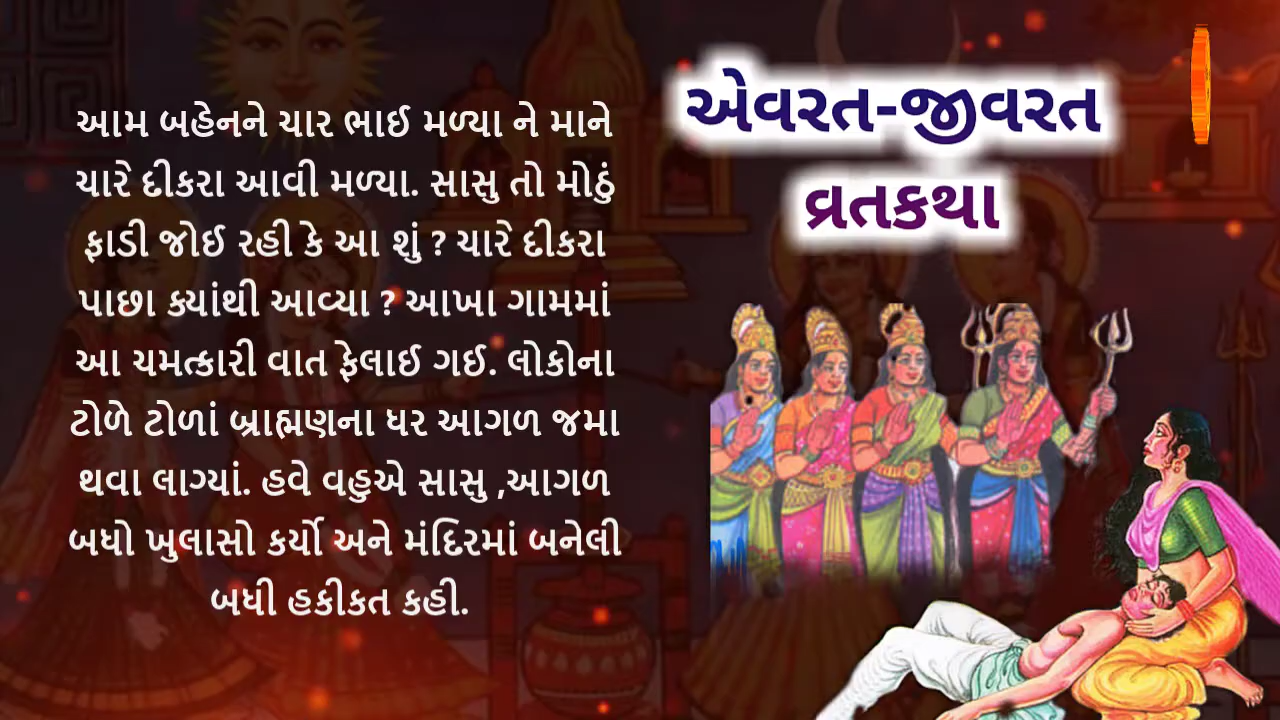 એવરત-જીવરત
વ્રતકથા
આમ બહેનને ચાર ભાઈ મળ્યા ને માને
ચારે દીકરા આવી મળ્યા. સાસુ તો મોઠું
ફાડી જોઈ રહી કે આ શું ? ચારે દીકરા
પાછા ક્યાંથી આવ્યા ? આખા ગામમાં
આ ચમત્કારી વાત ફેલાઈ ગઈ. લોકોના
ટોળે ટોળાં બ્રાહ્મણના ઘર આગળ જમા
થવા લાગ્યાં. હવે વહુએ સાસુ ,આગળ
બધો ખુલાસો કર્યો અને મંદિરમાં બનેલી
બધી હકીકત કહી.